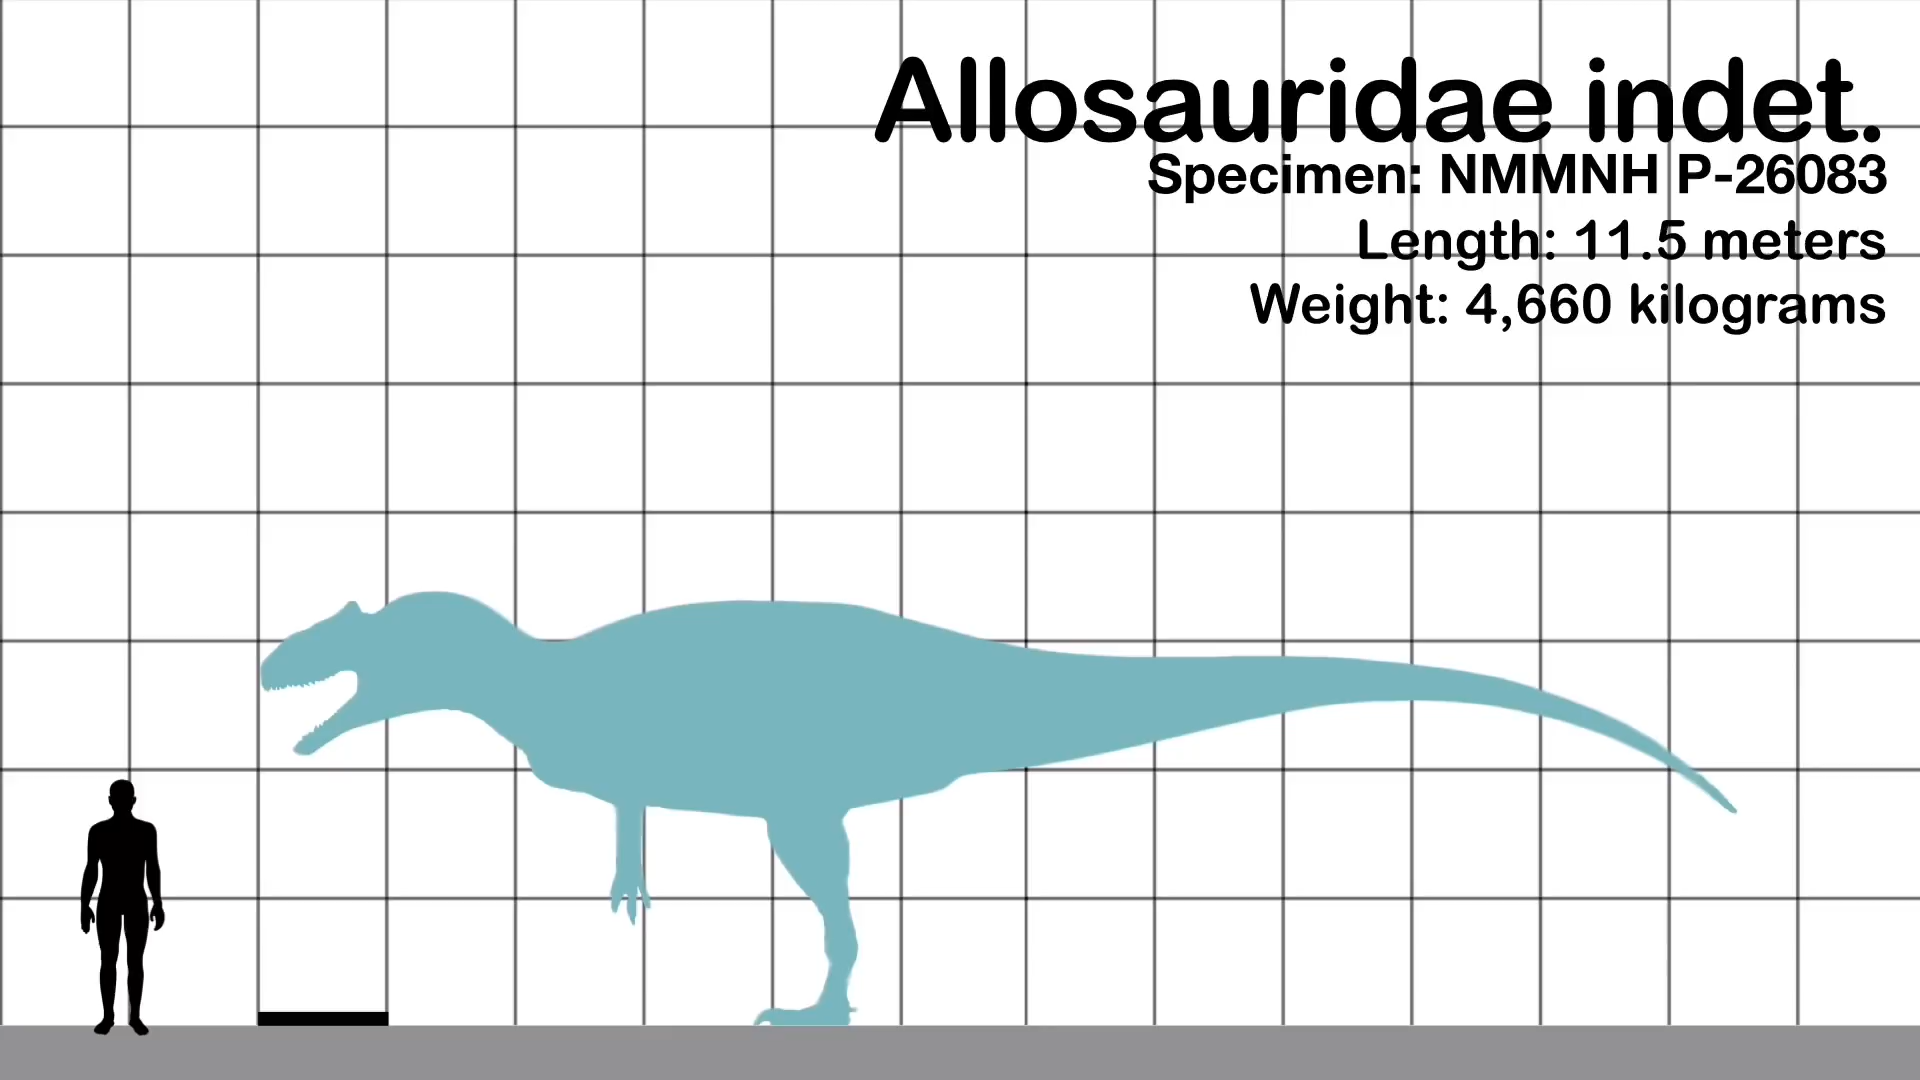 Allosauridae indet.
Specimen: NMMNH P-26083
Length: 11.5 meters
Weight: 4,660 kilograms